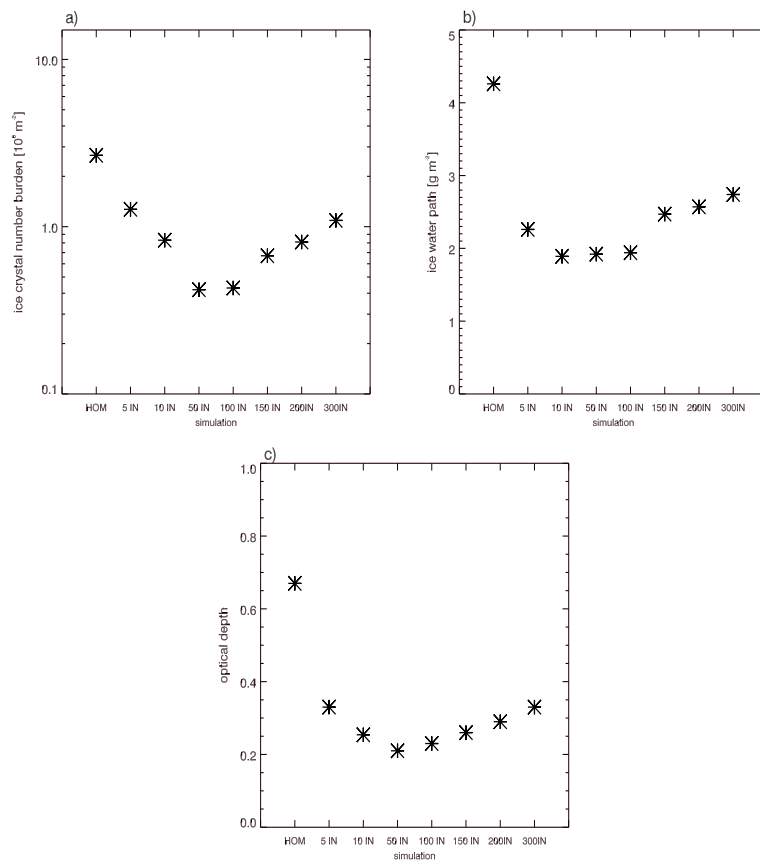 a)
10.0
1.0
0.1
ice crystal number burden [10⁶ m⁻²]
HOM 5 IN 10 IN 50 IN 100 IN 150 IN 200IN 300IN
simulation
b)
5
4
3
2
1
0
ice water path [g m⁻²]
HOM 5 IN 10 IN 50 IN 100 IN 150 IN 200IN 300IN
simulation
c)
1.0
0.8
0.6
0.4
0.2
0.0
optical depth
HOM 5 IN 10 IN 50 IN 100 IN 150 IN 200IN 300IN
simulation